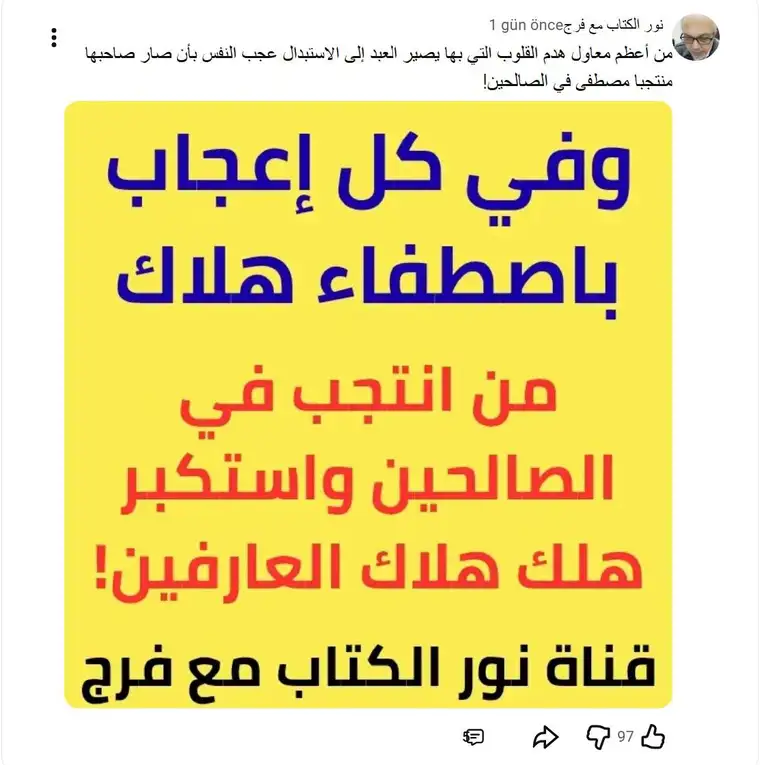 نور الكتاب مع فرج 1 gün önce
من أعظم معاول هدم القلوب التي بها يصير العبد إلى الاستبدال عجب النفس بأن صار صاحبها
منتجبا مصطفى في الصالحين!
وفي كل إعجاب
باصطفاء هلاك
من انتجب في
الصالحين واستكبر
هلك هلاك العارفين!
قناة نور الكتاب مع فرج
97
5